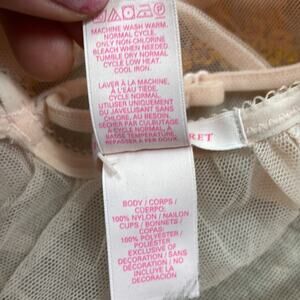 MACHINE WASH WARM,
NORMAL CYCLE,
ONLY NON-CHLORINE
BLEACH WHEN NEEDED.
TUMBLE DRY NORMAL
CYCLE LOW HEAT.
COOL IRON.
LAVER À LA MACHINE,
À L'EAU TIÈDE,
CYCLE NORMAL,
UTILISER UNIQUEMENT
DU JAVELLISANT SANS
CHLORE, AU BESOIN.
SÉCHER PAR CULBUTAGE
À CYCLE NORMAL,
À BASSE TEMPÉRATURE.
REPASSER À FER DOUX.
RET
BODY / CORPS /
CUERPO:
100% NYLON / NAILON
CUPS / BONNETS /
COPAS:
100% POLYESTER /
POLIÉSTER
EXCLUSIVE OF
DECORATION / SANS
DÉCORATION / NO
INCLUYE LA
DECORACIÓN